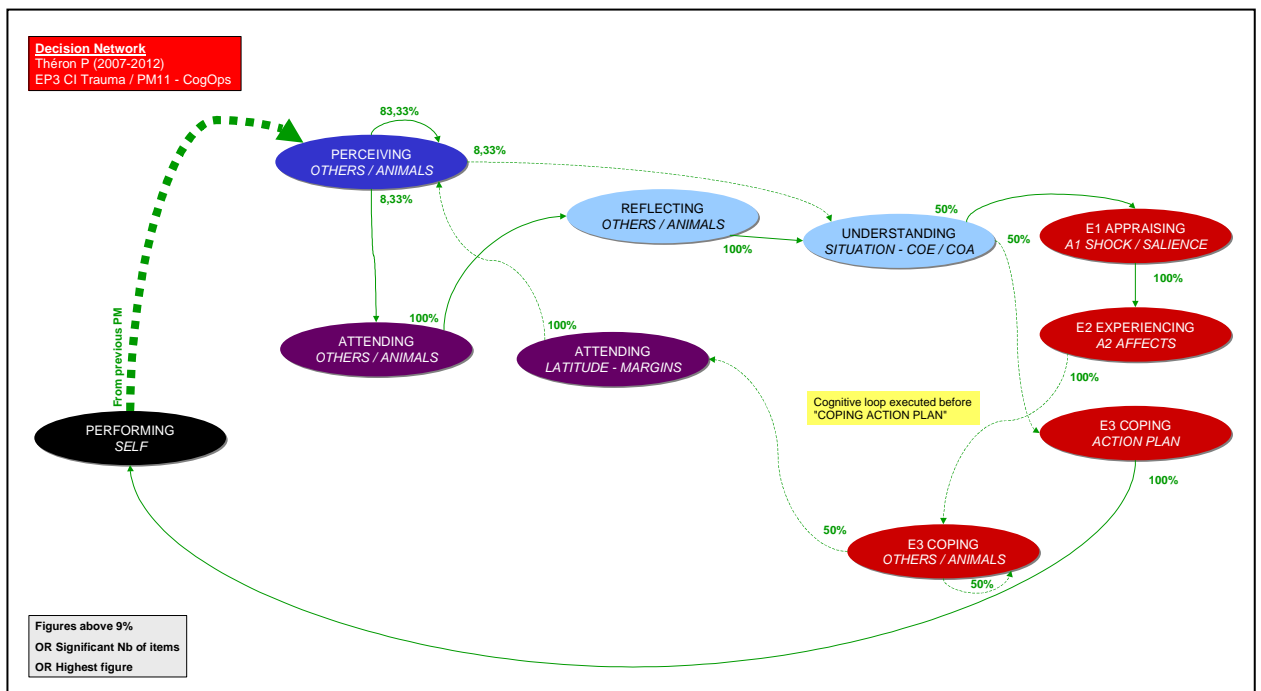 Decision Network
Théron P (2007-2012)
EP3 CI Trauma / PM11 - CogOps
83,33%
PERCEIVING
OTHERS / ANIMALS
8,33%
8,33%
REFLECTING
OTHERS / ANIMALS
100%
UNDERSTANDING
SITUATION - COE / COA
50%
50%
E1 APPRAISING
A1 SHOCK / SALIENCE
100%
E2 EXPERIENCING
A2 AFFECTS
100%
ATTENDING
OTHERS / ANIMALS
100%
ATTENDING
LATITUDE - MARGINS
100%
From previous PM
Cognitive loop executed before
"COPING ACTION PLAN"
E3 COPING
ACTION PLAN
100%
PERFORMING
SELF
50%
E3 COPING
OTHERS / ANIMALS
50%
Figures above 9%
OR Significant Nb of items
OR Highest figure